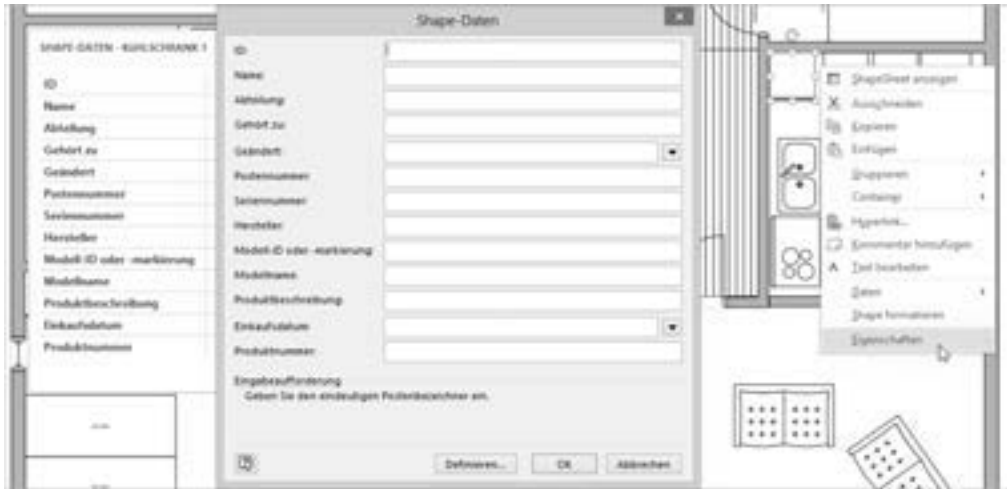 SHAPE-DATEN - KÜHLSCHRANK 1
ID
Name
Abteilung
Gehört zu
Geändert
Postennummer
Seriennummer
Hersteller
Modell-ID oder -markierung
Modellname
Produktbeschreibung
Einkaufsdatum
Produktnummer
Shape-Daten
ID:
Name:
Abteilung:
Gehört zu:
Geändert:
Postennummer:
Seriennummer:
Hersteller:
Modell-ID oder -markierung:
Modellname:
Produktbeschreibung:
Einkaufsdatum:
Produktnummer:
Eingabeaufforderung
Geben Sie den eindeutigen Postenbezeichner ein.
Definieren...
OK
Abbrechen
ShapeSheet anzeigen
Ausschneiden
Kopieren
Einfügen
Gruppieren
Container
Hyperlink...
Kommentar hinzufügen
Text bearbeiten
Daten
Shape formatieren
Eigenschaften